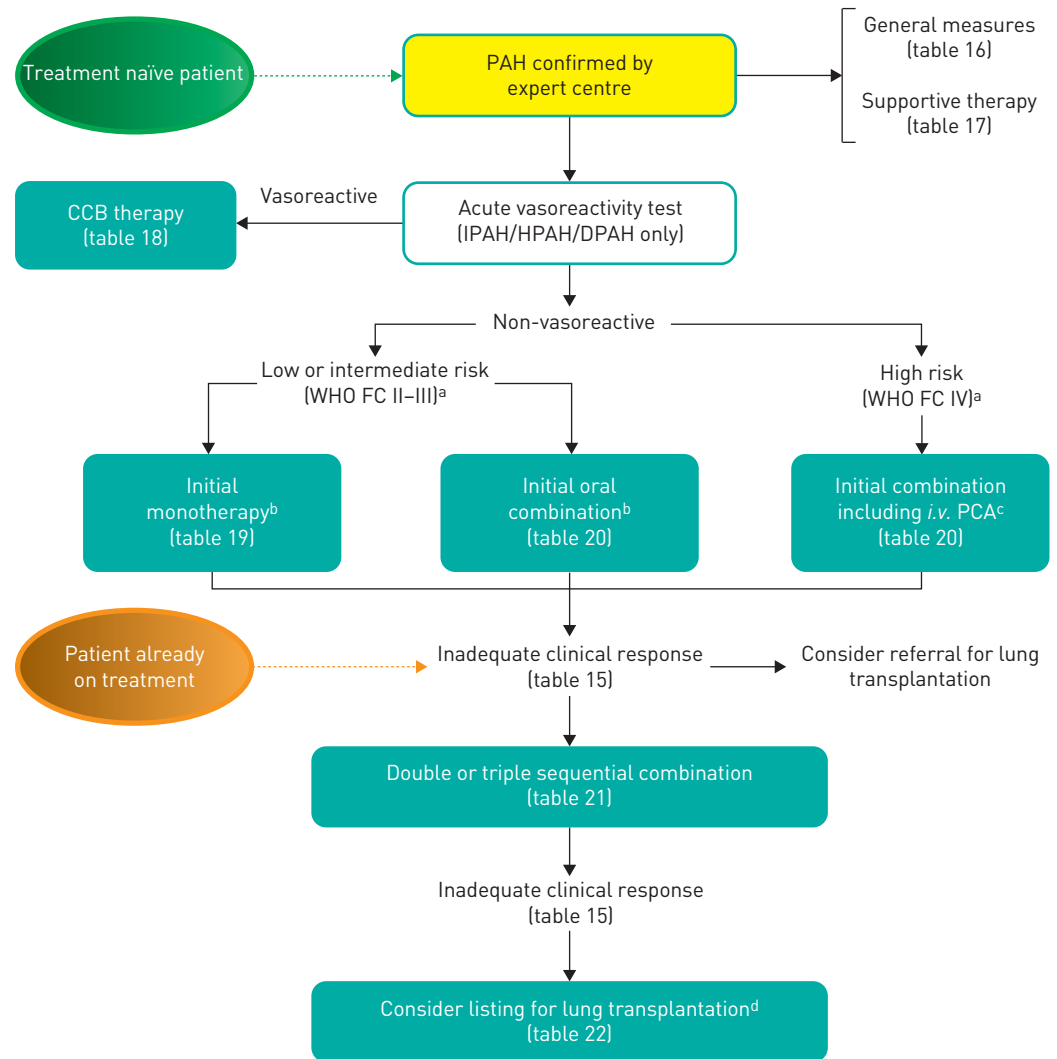 Treatment naïve patient
PAH confirmed by
expert centre
General measures
(table 16)
Supportive therapy
(table 17)
CCB therapy
(table 18)
Vasoreactive
Acute vasoreactivity test
(IPAH/HPAH/DPAH only)
Non-vasoreactive
Low or intermediate risk
(WHO FC II–III)a
High risk
(WHO FC IV)a
Initial
monotherapyb
(table 19)
Initial oral
combinationb
(table 20)
Initial combination
including i.v. PCAc
(table 20)
Patient already
on treatment
Inadequate clinical response
(table 15)
Consider referral for lung
transplantation
Double or triple sequential combination
(table 21)
Inadequate clinical response
(table 15)
Consider listing for lung transplantationd
(table 22)